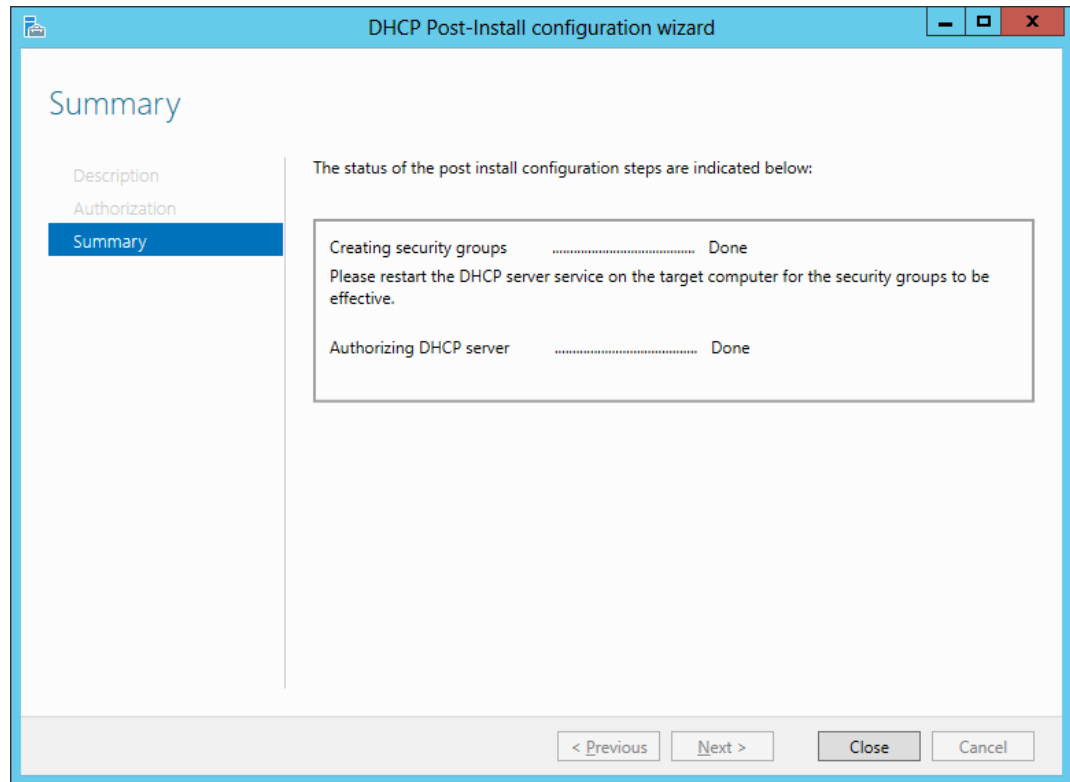 DHCP Post-Install configuration wizard
Summary
Description
Authorization
Summary
The status of the post install configuration steps are indicated below:
Creating security groups ........................................ Done
Please restart the DHCP server service on the target computer for the security groups to be
effective.
Authorizing DHCP server ........................................ Done
< Previous
Next >
Close
Cancel